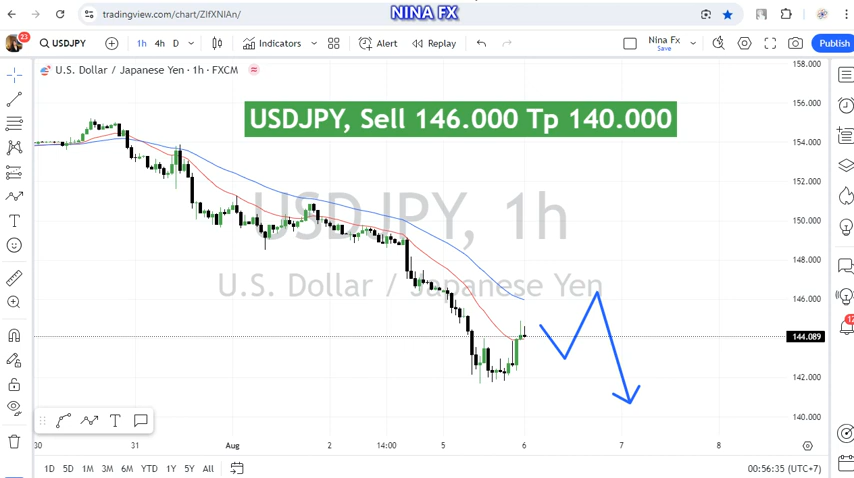 NINA FX
tradingview.com/chart/ZIfXNIAn/
23
USDJPY
1h 4h D
Indicators
Alert
Replay
Nina Fx
Save
Publish
U.S. Dollar / Japanese Yen · 1h · FXCM
USDJPY, Sell 146.000 Tp 140.000
USDJPY, 1h
U.S. Dollar / Japanese Yen
158.000
156.000
154.000
152.000
150.000
148.000
146.000
144.089
142.000
140.000
30 31 Aug 2 14:00 5 6 7 8
1D 5D 1M 3M 6M YTD 1Y 5Y All
00:56:35 (UTC+7)